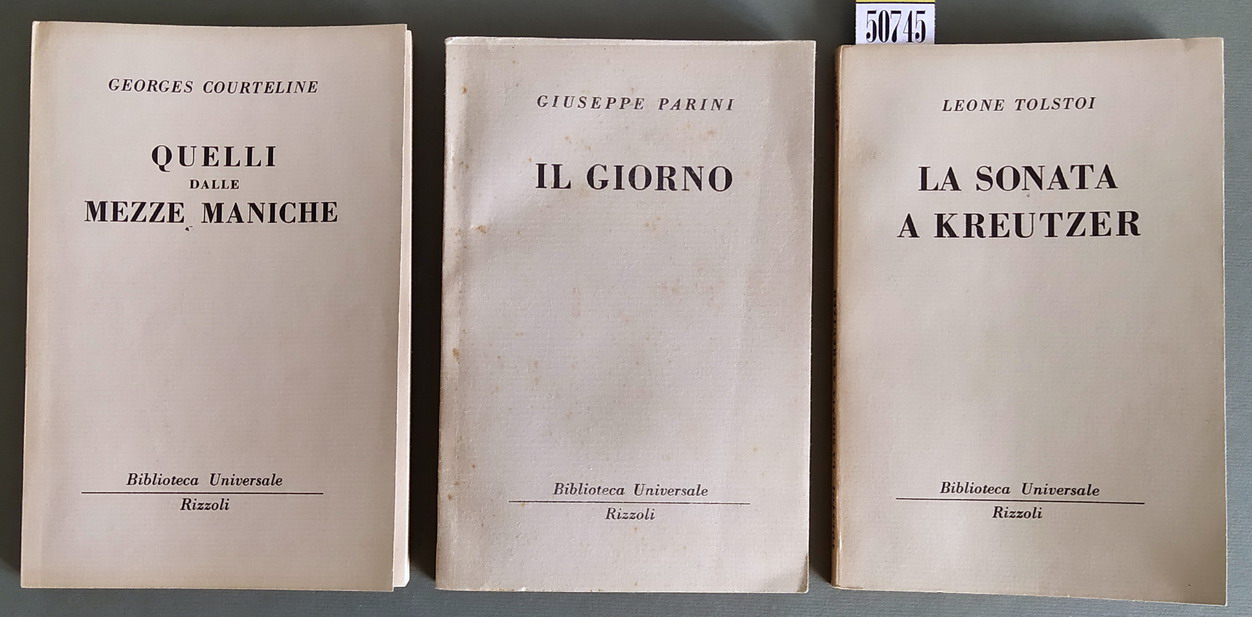 GEORGES COURTELINE
QUELLI
DALLE
MEZZE MANICHE
Biblioteca Universale
Rizzoli
GIUSEPPE PARINI
IL GIORNO
Biblioteca Universale
Rizzoli
50745
LEONE TOLSTOI
LA SONATA
A KREUTZER
Biblioteca Universale
Rizzoli